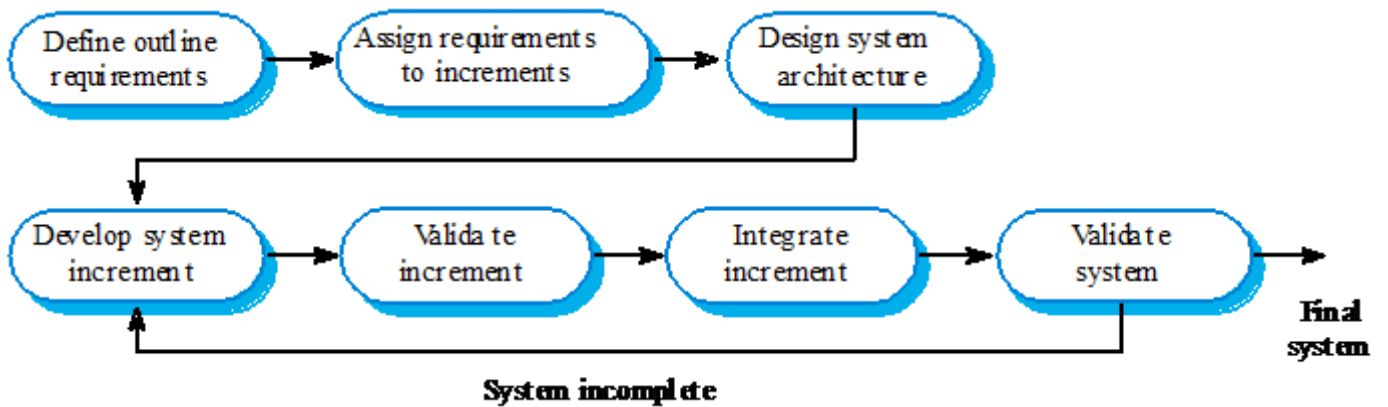 Define outline
requirements
Assign requirements
to increments
Design system
architecture
Develop system
increment
Validate
increment
Integrate
increment
Validate
system
Final
system
System incomplete